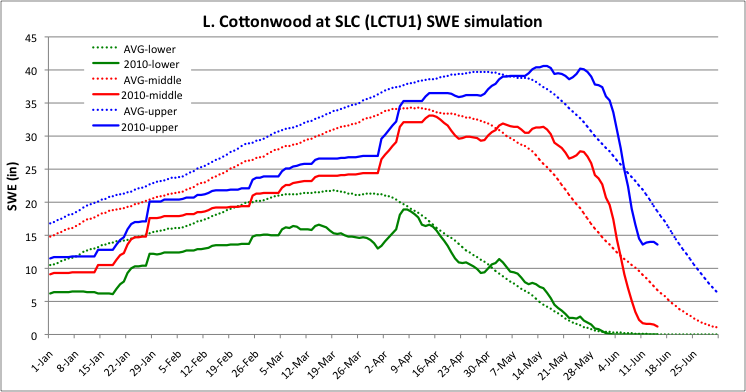 L. Cottonwood at SLC (LCTU1) SWE simulation
45
40
35
30
25
20
15
10
5
0
SWE (in)
AVG-lower
2010-lower
AVG-middle
2010-middle
AVG-upper
2010-upper
1-Jan
8-Jan
15-Jan
22-Jan
29-Jan
5-Feb
12-Feb
19-Feb
26-Feb
5-Mar
12-Mar
19-Mar
26-Mar
2-Apr
9-Apr
16-Apr
23-Apr
30-Apr
7-May
14-May
21-May
28-May
4-Jun
11-Jun
18-Jun
25-Jun